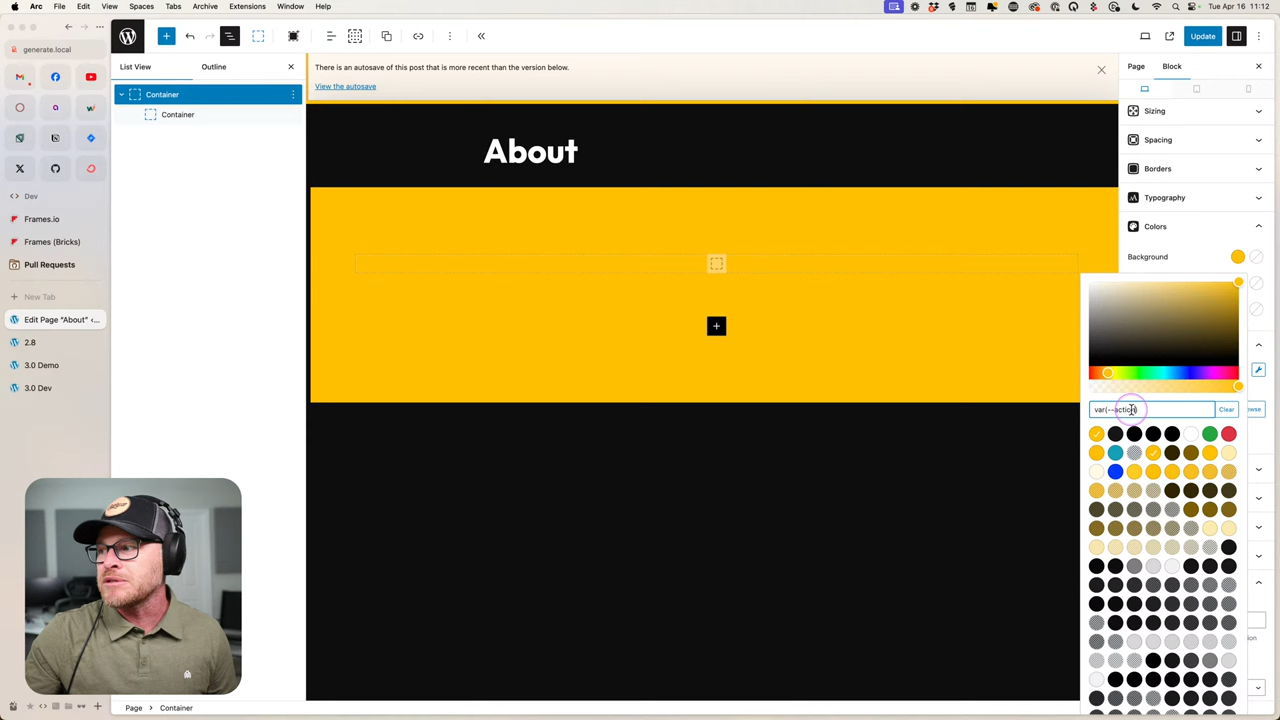 Arc File Edit View Spaces Tabs Archive Extensions Window Help
Tue Apr 16 11:12
generate.local
Dev
Frames.io
Frames (Bricks)
Pull Requests
New Tab
Edit Page “About” ‹...
2.8
3.0 Demo
3.0 Dev
List View Outline
Container
Container
There is an autosave of this post that is more recent than the version below.
View the autosave
About
Update
Page Block
Sizing
Spacing
Borders
Typography
Colors
Background
var(--action)
Clear
Page Container